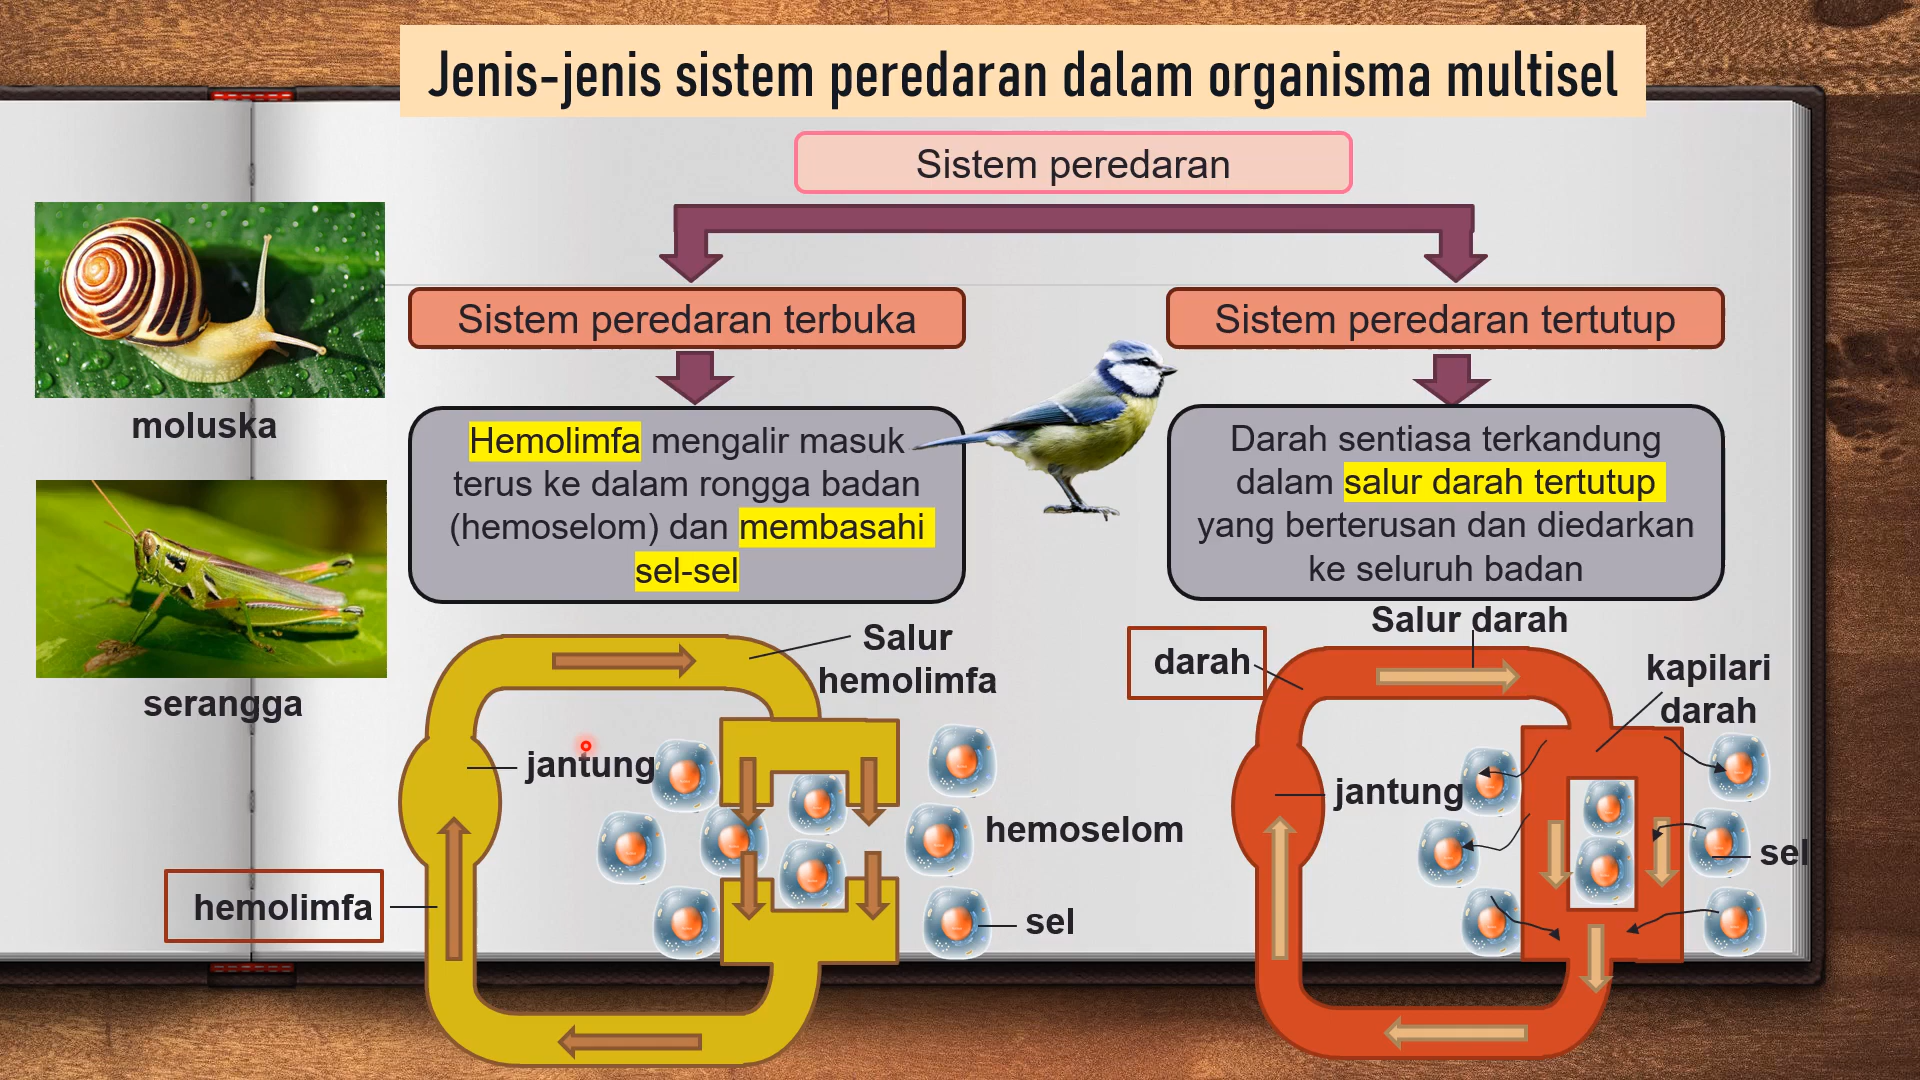 Jenis-jenis sistem peredaran dalam organisma multisel
Sistem peredaran
Sistem peredaran terbuka
Sistem peredaran tertutup
moluska
serangga
Hemolimfa mengalir masuk
terus ke dalam rongga badan
(hemoselom) dan membasahi
sel-sel
Darah sentiasa terkandung
dalam salur darah tertutup
yang berterusan dan diedarkan
ke seluruh badan
Salur
hemolimfa
jantung
hemoselom
hemolimfa
sel
Salur darah
darah
kapilari
darah
jantung
sel